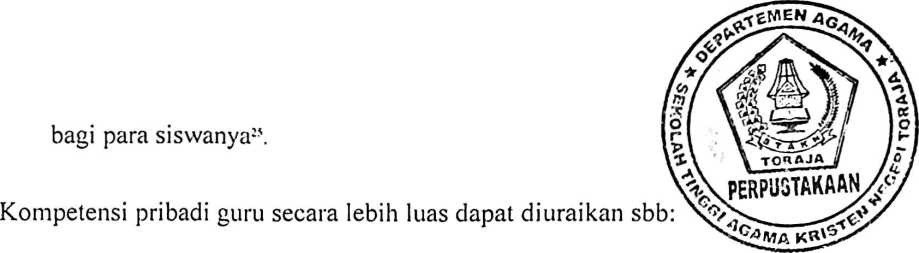 bagi para siswanya²⁵.
Kompetensi pribadi guru secara lebih luas dapat diuraikan sbb:
DEPARTEMEN AGAMA
SEKOLAH TINGGI AGAMA KRISTEN NEGERI TORAJA
STAKN
TORAJA
PERPUSTAKAAN